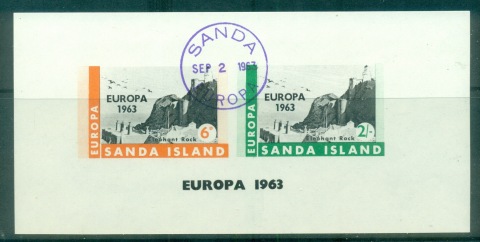 SANDA
SEP 2 1963
EUROPA
EUROPA
EUROPA
1963
6d
Elephant Rock
SANDA ISLAND
EUROPA
EUROPA
1963
2/-
Elephant Rock
SANDA ISLAND
EUROPA 1963